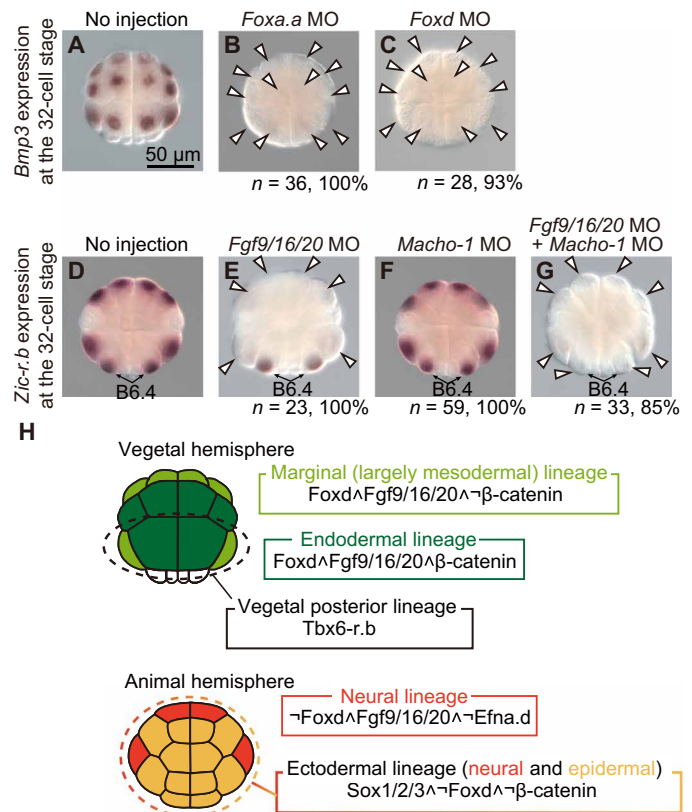 No injection
Foxa.a MO
Foxd MO
Bmp3 expression
at the 32-cell stage
A
B
C
50 µm
n = 36, 100%
n = 28, 93%
No injection
Fgf9/16/20 MO
Macho-1 MO
Fgf9/16/20 MO
+ Macho-1 MO
Zic-r.b expression
at the 32-cell stage
D
E
F
G
B6.4
B6.4
B6.4
B6.4
n = 23, 100%
n = 59, 100%
n = 33, 85%
H
Vegetal hemisphere
Marginal (largely mesodermal) lineage
Foxd∧Fgf9/16/20∧¬β-catenin
Endodermal lineage
Foxd∧Fgf9/16/20∧β-catenin
Vegetal posterior lineage
Tbx6-r.b
Animal hemisphere
Neural lineage
¬Foxd∧Fgf9/16/20∧¬Efna.d
Ectodermal lineage (neural and epidermal)
Sox1/2/3∧¬Foxd∧¬β-catenin